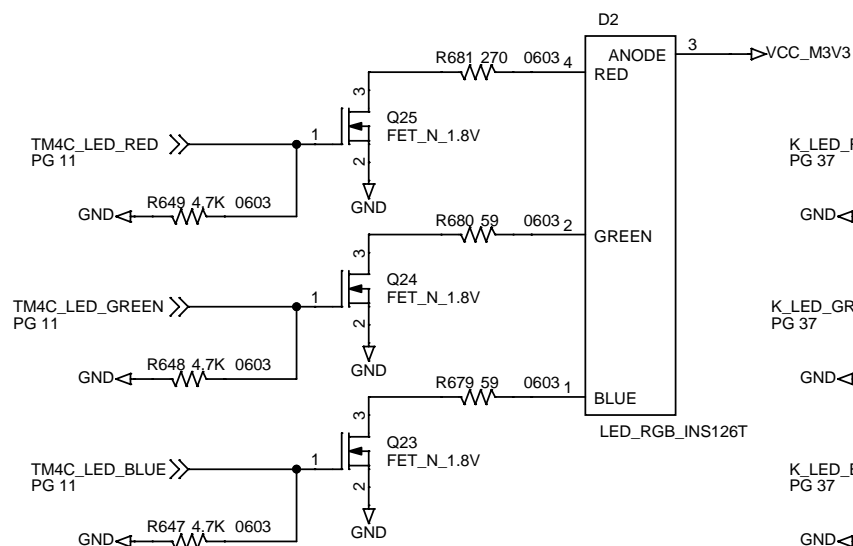 D2
R681 270 0603 4
ANODE 3 VCC_M3V3
RED
3
Q25
FET_N_1.8V
TM4C_LED_RED 1
PG 11
2
R649 4.7K 0603
GND
GND
R680 59 0603 2
GREEN
3
Q24
FET_N_1.8V
TM4C_LED_GREEN 1
PG 11
2
R648 4.7K 0603
GND
GND
R679 59 0603 1
BLUE
LED_RGB_INS126T
3
Q23
FET_N_1.8V
TM4C_LED_BLUE 1
PG 11
2
R647 4.7K 0603
GND
GND
PG 37
GND
K_LED_GR
PG 37
GND
PG 37
GND